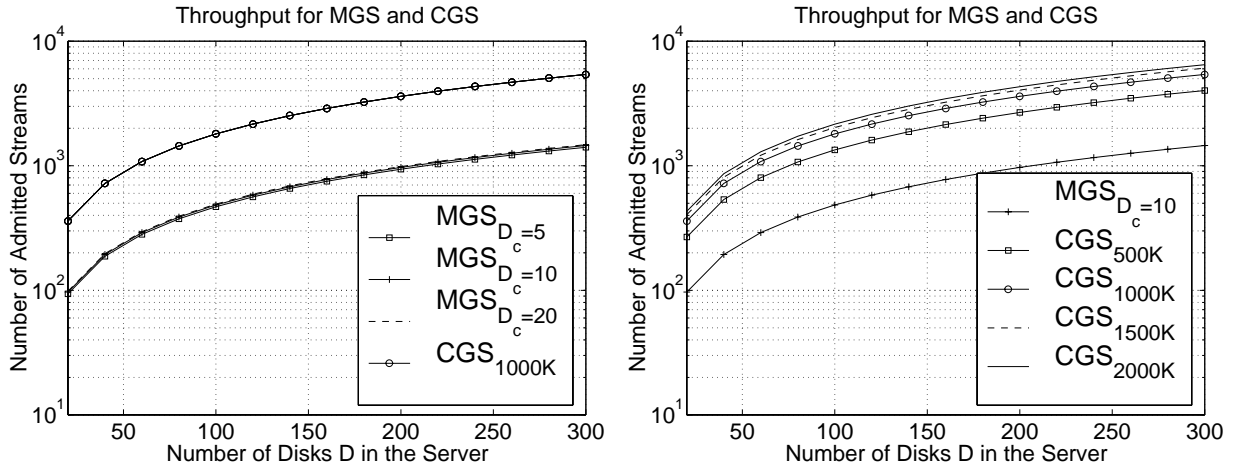 Throughput for MGS and CGS
10^4
10^3
10^2
10^1
Number of Admitted Streams
MGS_{D_c=5}
MGS_{D_c=10}
MGS_{D_c=20}
CGS_{1000K}
50 100 150 200 250 300
Number of Disks D in the Server
Throughput for MGS and CGS
10^4
10^3
10^2
10^1
Number of Admitted Streams
MGS_{D_c=10}
CGS_{500K}
CGS_{1000K}
CGS_{1500K}
CGS_{2000K}
50 100 150 200 250 300
Number of Disks D in the Server